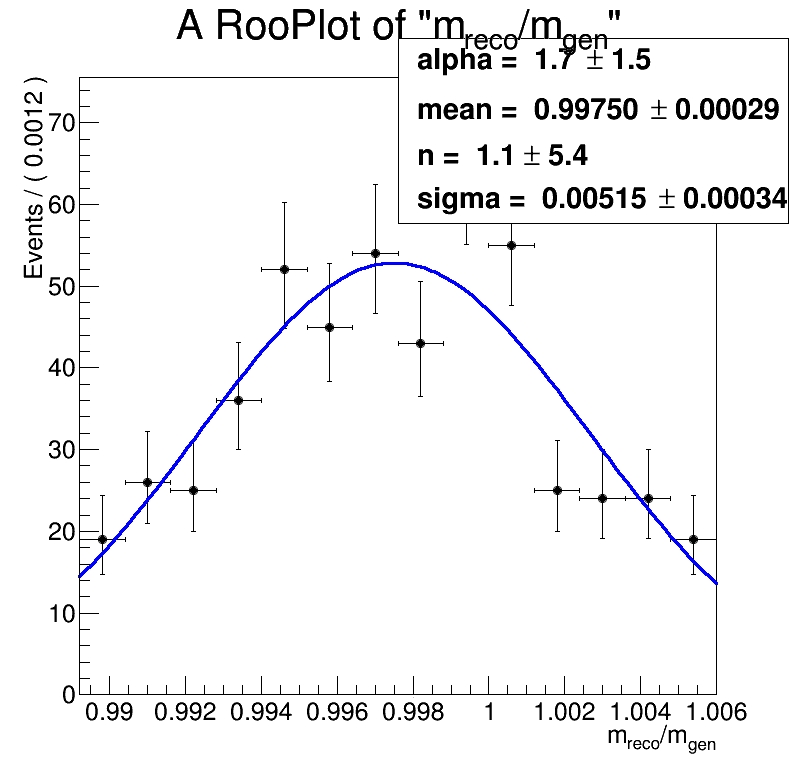 A RooPlot of "m_reco/m_gen"
alpha = 1.7 ± 1.5
mean = 0.99750 ± 0.00029
n = 1.1 ± 5.4
sigma = 0.00515 ± 0.00034
Events / ( 0.0012 )
70
60
50
40
30
20
10
0
0.99 0.992 0.994 0.996 0.998 1 1.002 1.004 1.006
m_reco/m_gen